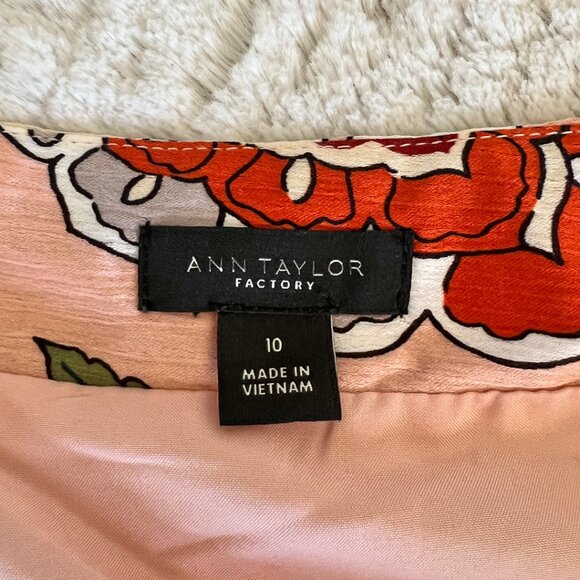 ANN TAYLOR
FACTORY
10
MADE IN
VIETNAM